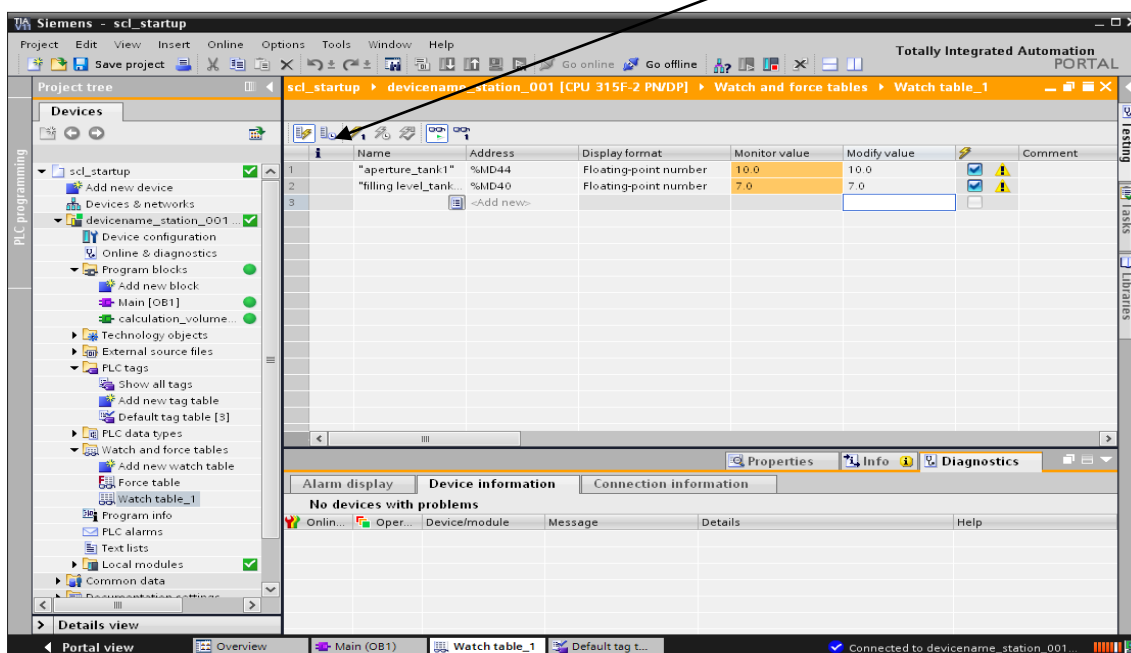 Siemens - scl_startup
Project Edit View Insert Online Options Tools Window Help
Totally Integrated Automation
PORTAL
Save project Go online Go offline
Project tree
scl_startup devicename_station_001 [CPU 315F-2 PN/DP] Watch and force tables Watch table_1
Devices
i Name Address Display format Monitor value Modify value Comment
1 "aperture_tank1" %MD44 Floating-point number 10.0 10.0
2 "filling level_tank... %MD40 Floating-point number 7.0 7.0
3 <Add new>
scl_startup
Add new device
Devices & networks
devicename_station_001 ...
Device configuration
Online & diagnostics
Program blocks
Add new block
Main [OB1]
calculation_volume...
Technology objects
External source files
PLC tags
Show all tags
Add new tag table
Default tag table [3]
PLC data types
Watch and force tables
Add new watch table
Force table
Watch table_1
Program info
PLC alarms
Text lists
Local modules
Common data
Documentation settings
Details view
PLC programming
Testing
Tasks
Libraries
Properties Info Diagnostics
Alarm display Device information Connection information
No devices with problems
Onlin... Oper... Device/module Message Details Help
Portal view Overview Main (OB1) Watch table_1 Default tag t... Connected to devicename_station_001...